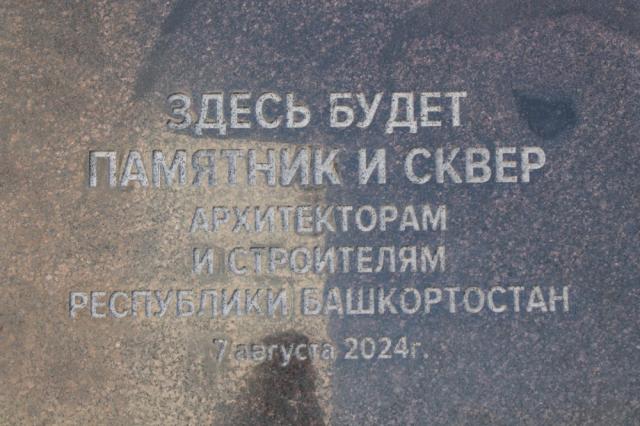 ЗДЕСЬ БУДЕТ
ПАМЯТНИК И СКВЕР
АРХИТЕКТОРАМ
И СТРОИТЕЛЯМ
РЕСПУБЛИКИ БАШКОРТОСТАН
7 августа 2024г.